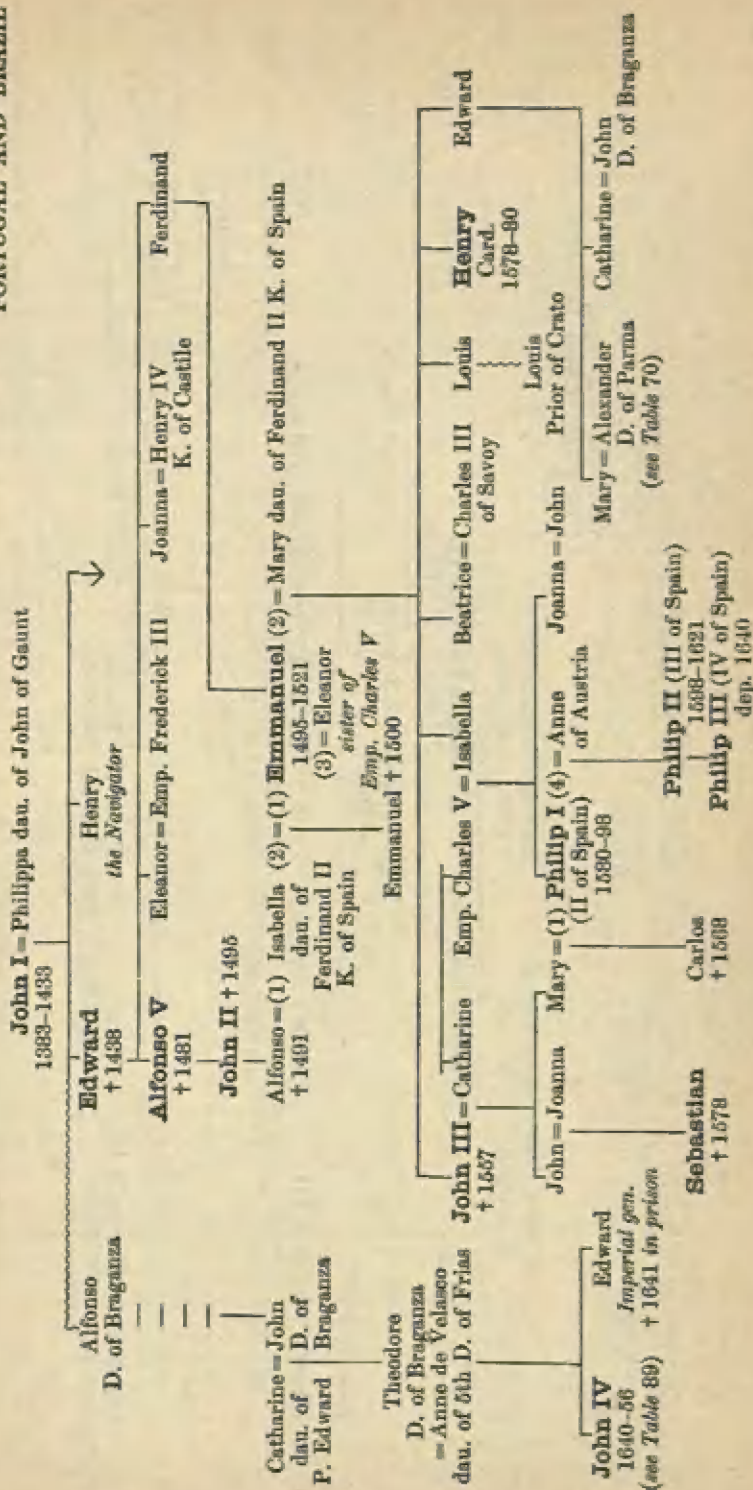 PORTUGAL AND BRAZIL
John I = Philippa dau. of John of Gaunt
1383–1433
Alfonso
D. of Braganza
Edward
† 1438
Henry
the Navigator
Alfonso V
† 1481
Eleanor = Emp. Frederick III
Joanna = Henry IV
K. of Castile
Ferdinand
John II † 1495
Catharine = John
dau. of D. of
P. Edward Braganza
Alfonso = (1) Isabella (2) = (1) Emmanuel (2) = Mary dau. of Ferdinand II K. of Spain
† 1491
dau. of
Ferdinand II
K. of Spain
1495–1521
(3) = Eleanor
sister of
Emp. Charles V
Emmanuel † 1500
Theodore
D. of Braganza
= Anne de Velasco
dau. of 5th D. of Frias
John III = Catharine
† 1557
Emp. Charles V = Isabella
Beatrice = Charles III
of Savoy
Louis
Louis
Prior of Crato
Henry
Card.
1578–80
Edward
John IV
1640–56
(see Table 89)
Edward
Imperial gen.
† 1641 in prison
John = Joanna
Mary = (1) Philip I (4) = Anne
(II of Spain) of Austria
1580–98
Joanna = John
Mary = Alexander
D. of Parma
(see Table 70)
Catharine = John
D. of Braganza
Sebastian
† 1578
Carlos
† 1568
Philip II (III of Spain)
1598–1621
Philip III (IV of Spain)
dep. 1640